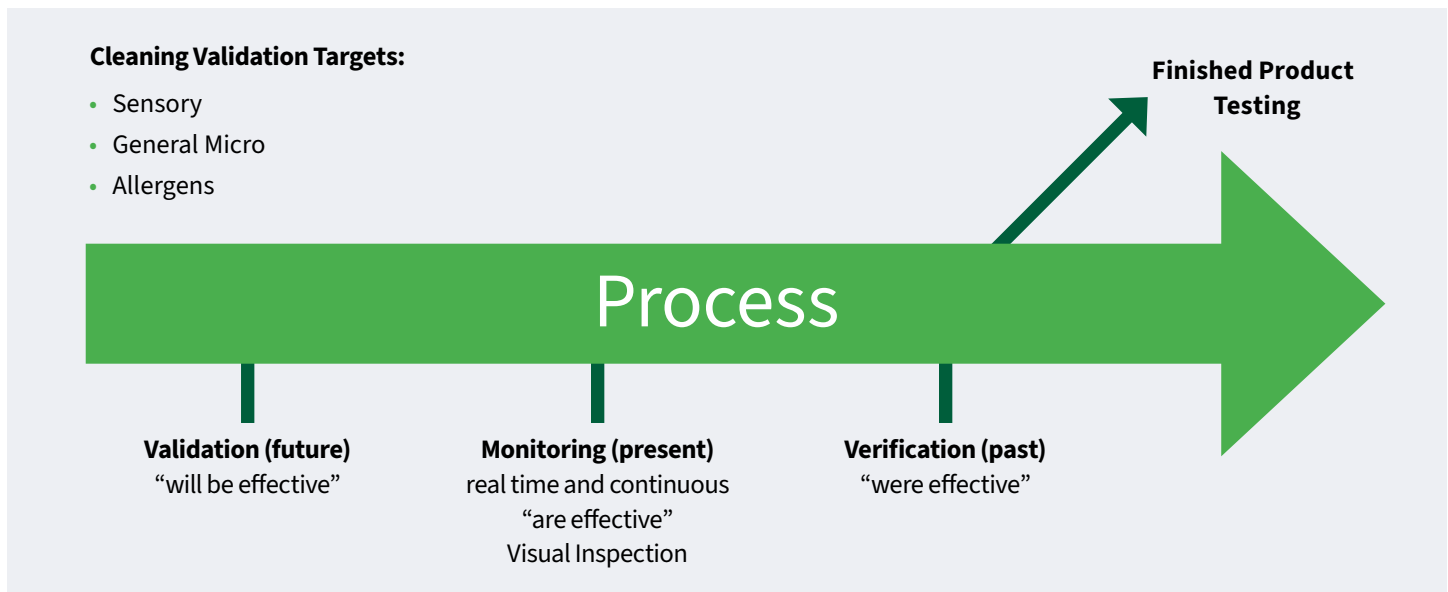 Cleaning Validation Targets:
• Sensory
• General Micro
• Allergens
Finished Product
Testing
Process
Validation (future)
“will be effective”
Monitoring (present)
real time and continuous
“are effective”
Visual Inspection
Verification (past)
“were effective”